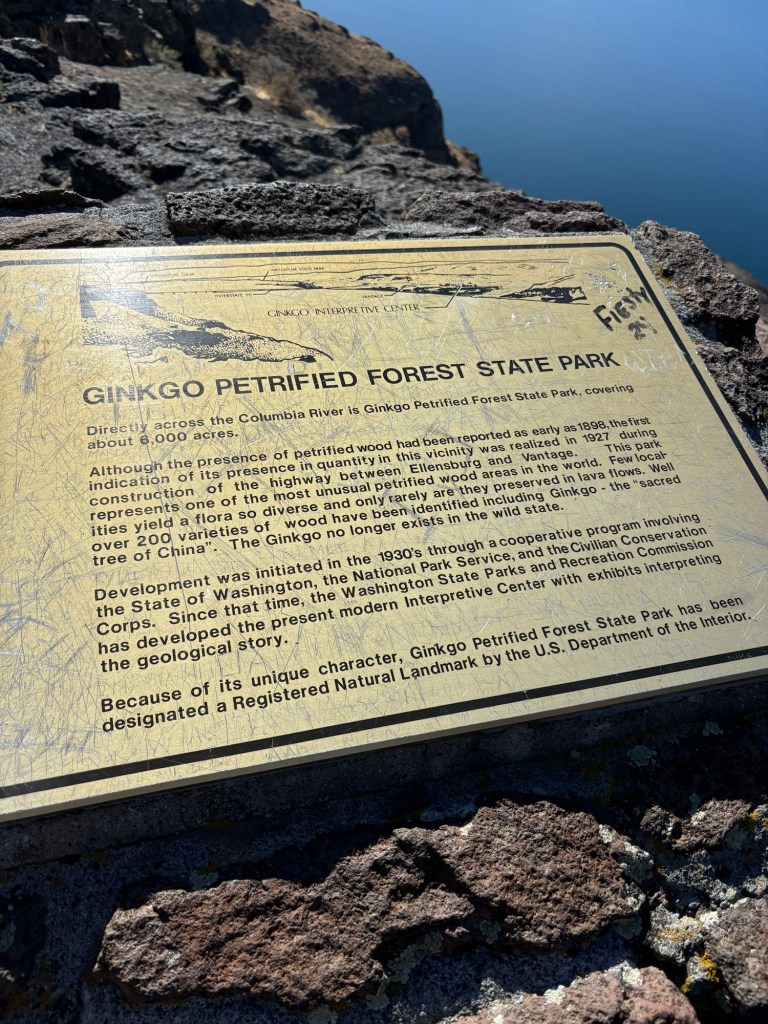 WANAPUM STATE PARK
WANAPUM DAM
INTERSTATE 90
VANTAGE
GINKGO INTERPRETIVE CENTER
Fiesty
24
GINKGO PETRIFIED FOREST STATE PARK
Directly across the Columbia River is Ginkgo Petrified Forest State Park, covering
about 6,000 acres.
Although the presence of petrified wood had been reported as early as 1898, the first
indication of its presence in quantity in this vicinity was realized in 1927 during
construction of the highway between Ellensburg and Vantage. This park
represents one of the most unusual petrified wood areas in the world. Few local-
ities yield a flora so diverse and only rarely are they preserved in lava flows. Well
over 200 varieties of wood have been identified including Ginkgo - the "sacred
tree of China". The Ginkgo no longer exists in the wild state.
Development was initiated in the 1930's through a cooperative program involving
the State of Washington, the National Park Service, and the Civilian Conservation
Corps. Since that time, the Washington State Parks and Recreation Commission
has developed the present modern Interpretive Center with exhibits interpreting
the geological story.
Because of its unique character, Ginkgo Petrified Forest State Park has been
designated a Registered Natural Landmark by the U.S. Department of the Interior.